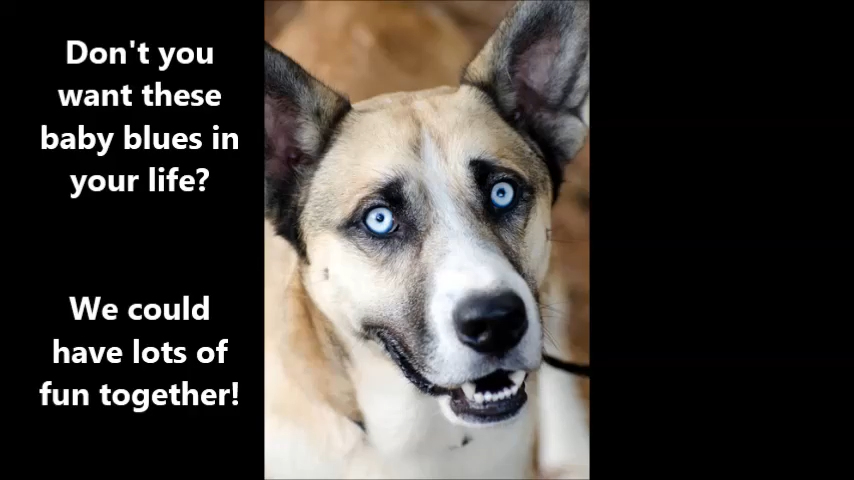 Don't you
want these
baby blues in
your life?
We could
have lots of
fun together!